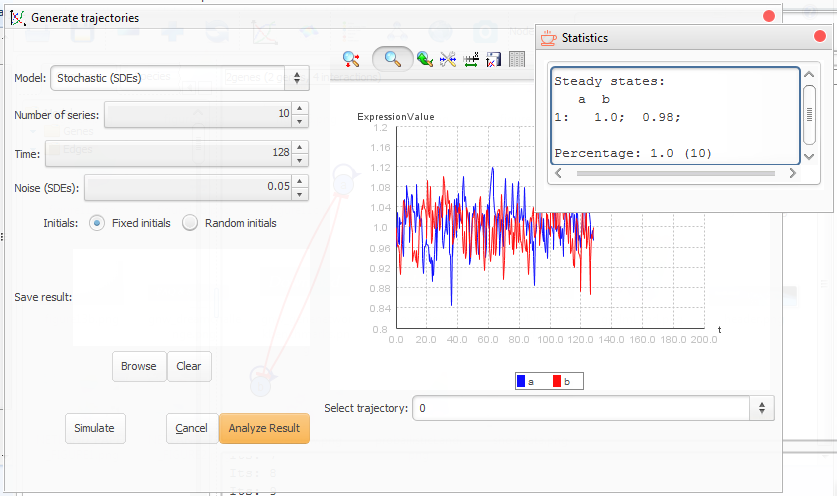 Generate trajectories
Model: Stochastic (SDEs)
Number of series: 10
Time: 128
Noise (SDEs): 0.05
Initials: Fixed initials Random initials
Save result:
Browse Clear
Simulate Cancel Analyze Result
ExpressionValue
1.2
1.16
1.12
1.08
1.04
1.0
0.96
0.92
0.88
0.84
0.8
0.0 20.0 40.0 60.0 80.0 100.0 120.0 140.0 160.0 180.0 200.0
t
a b
Select trajectory: 0
Statistics
Steady states:
a b
1: 1.0; 0.98;
Percentage: 1.0 (10)